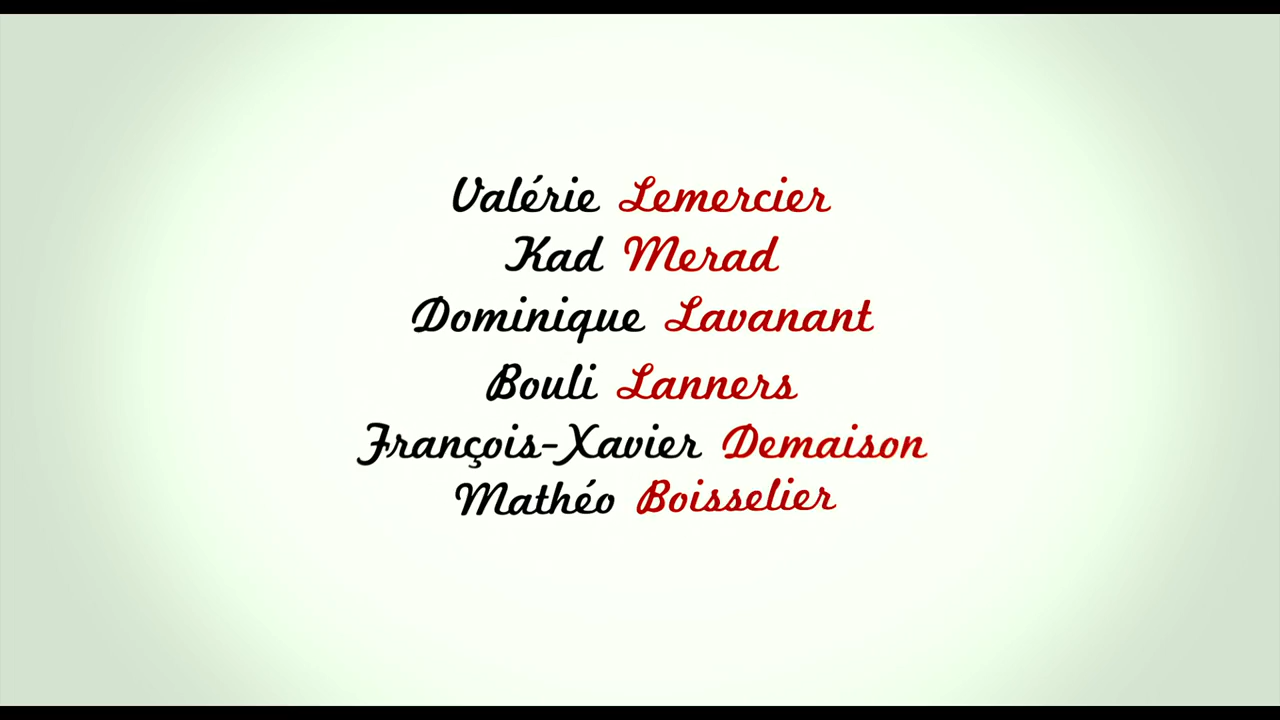 Valérie Lemercier
Kad Merad
Dominique Lavanant
Bouli Lanners
François-Xavier Demaison
Mathéo Boisselier